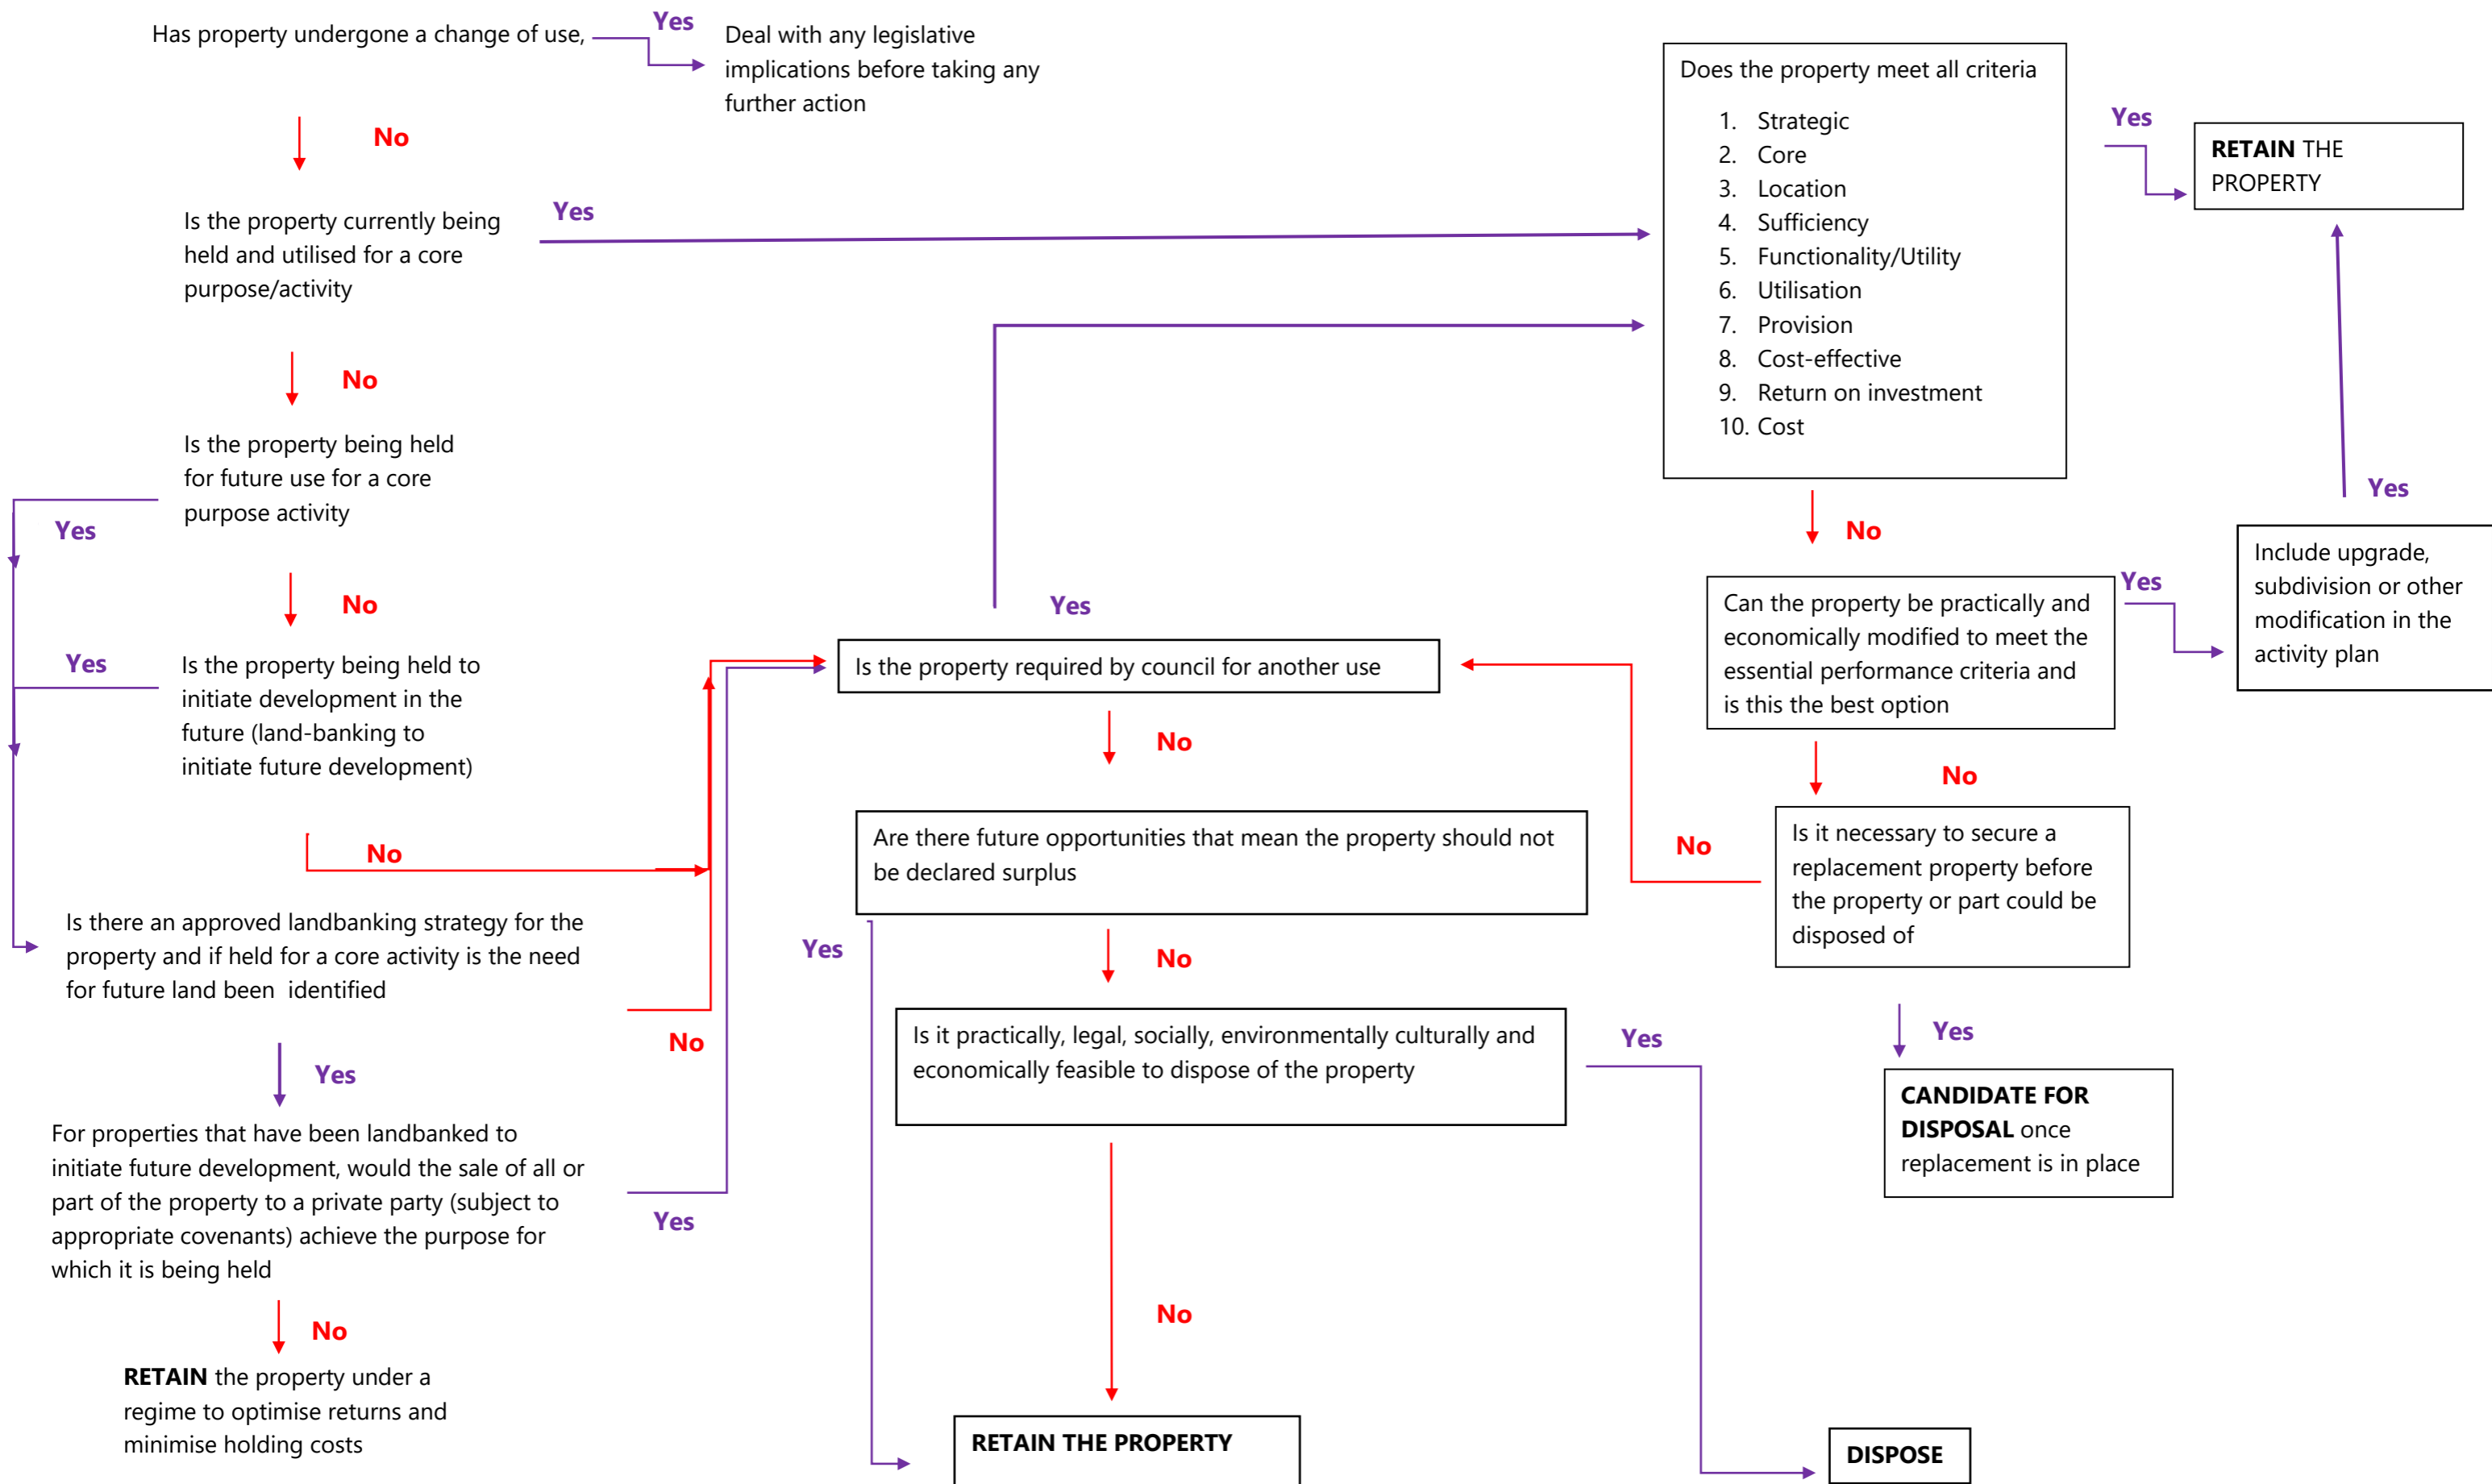 Has property undergone a change of use,
Yes
Deal with any legislative
implications before taking any
further action
No
Is the property currently being
held and utilised for a core
purpose/activity
Yes
No
Is the property being held
for future use for a core
purpose activity
Yes
No
Is the property being held to
initiate development in the
future (land-banking to
initiate future development)
Yes
No
Is there an approved landbanking strategy for the
property and if held for a core activity is the need
for future land been  identified
No
Yes
For properties that have been landbanked to
initiate future development, would the sale of all or
part of the property to a private party (subject to
appropriate covenants) achieve the purpose for
which it is being held
Yes
No
RETAIN the property under a
regime to optimise returns and
minimise holding costs
Yes
Is the property required by council for another use
No
Are there future opportunities that mean the property should not
be declared surplus
Yes
No
Is it practically, legal, socially, environmentally culturally and
economically feasible to dispose of the property
Yes
No
RETAIN THE PROPERTY
DISPOSE
Does the property meet all criteria
1. Strategic
2. Core
3. Location
4. Sufficiency
5. Functionality/Utility
6. Utilisation
7. Provision
8. Cost-effective
9. Return on investment
10. Cost
Yes
RETAIN THE
PROPERTY
No
Can the property be practically and
economically modified to meet the
essential performance criteria and
is this the best option
Yes
Include upgrade,
subdivision or other
modification in the
activity plan
Yes
No
Is it necessary to secure a
replacement property before
the property or part could be
disposed of
No
Yes
CANDIDATE FOR
DISPOSAL once
replacement is in place